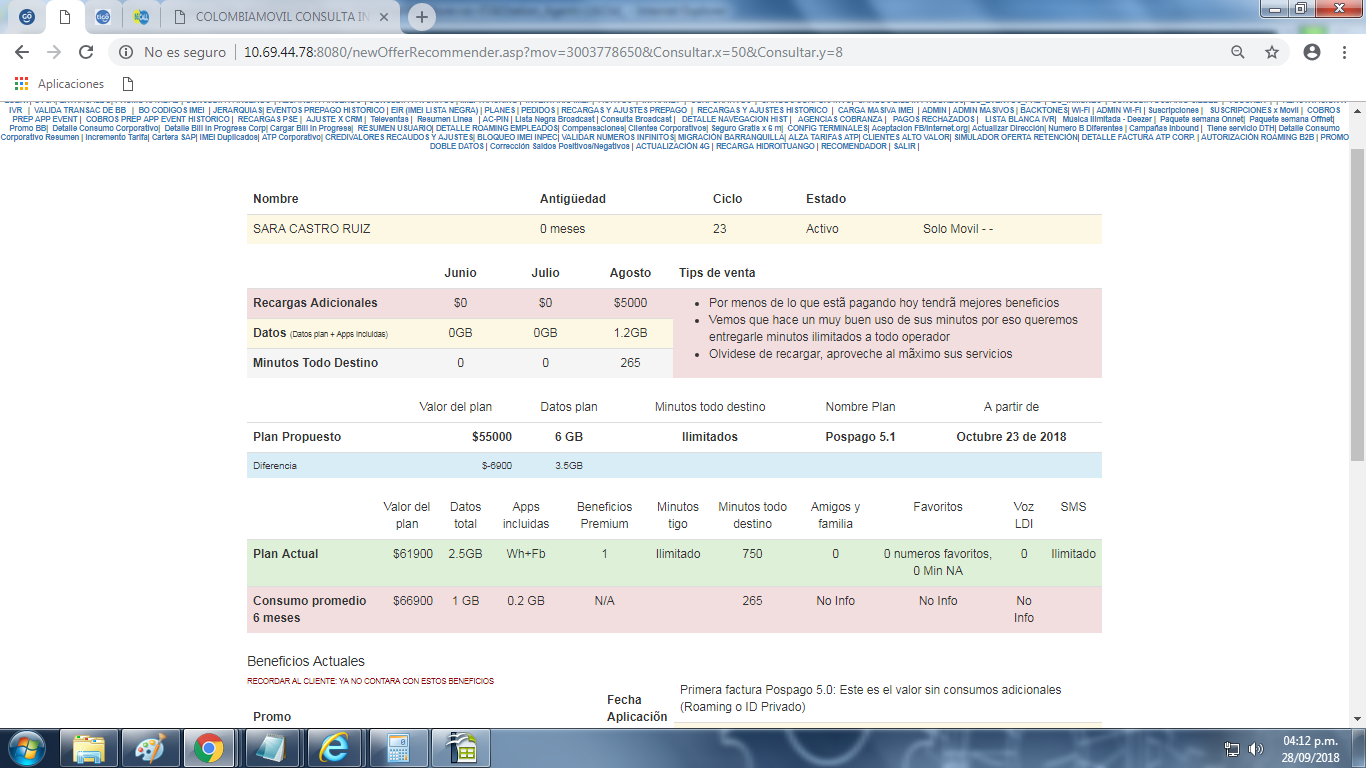 COLOMBIAMOVIL CONSULTA IN
No es seguro | 10.69.44.78:8080/newOfferRecommender.asp?mov=3003778650&Consultar.x=50&Consultar.y=8
Aplicaciones
IVR | VALIDA TRANSAC DE BB | BO CODIGOS IMEI | JERARQUIAS| EVENTOS PREPAGO HISTORICO | EIR (IMEI LISTA NEGRA) | PLANES | PEDIDOS | RECARGAS Y AJUSTES PREPAGO | RECARGAS Y AJUSTES HISTORICO | CARGA MASIVA IMEI | ADMIN | ADMIN MASIVOS | BACKTONES| WI-FI | ADMIN WI-FI | Suscripciones | SUSCRIPCIONES x Movil | COBROS
PREP APP EVENT | COBROS PREP APP EVENT HISTORICO | RECARGAS PSE | AJUSTE X CRM | Televentas | Resumen Linea | AC-PIN | Lista Negra Broadcast | Consulta Broadcast | DETALLE NAVEGACION HIST | AGENCIAS COBRANZA | PAGOS RECHAZADOS | LISTA BLANCA IVR| Música Ilimitada - Deezer | Paquete semana Onnet| Paquete semana Offnet|
Promo BB| Detalle Consumo Corporativo| Detalle Bill in Progress Corp| Cargar Bill in Progress| RESUMEN USUARIO| DETALLE ROAMING EMPLEADOS| Compensaciones| Clientes Corporativos| Seguro Gratis x 6 m| CONFIG TERMINALES| Aceptacion FB/Internet.org| Actualizar Dirección| Numero B Diferentes | Campañas Inbound | Tiene servicio DTH| Detalle Consumo
Corporativo Resumen | Incremento Tarifa| Cartera SAP| IMEI Duplicados| ATP Corporativo| CREDIVALORES RECAUDOS Y AJUSTES| BLOQUEO IMEI INPEC| VALIDAR NUMEROS INFINITOS| MIGRACIÓN BARRANQUILLA| ALZA TARIFAS ATP| CLIENTES ALTO VALOR| SIMULADOR OFERTA RETENCIÓN| DETALLE FACTURA ATP CORP. | AUTORIZACIÓN ROAMING B2B | PROMO
DOBLE DATOS | Corrección Saldos Positivos/Negativos | ACTUALIZACIÓN 4G | RECARGA HIDROITUANGO | RECOMENDADOR | SALIR |
Nombre Antigüedad Ciclo Estado
SARA CASTRO RUIZ 0 meses 23 Activo Solo Movil - -
Junio Julio Agosto Tips de venta
Recargas Adicionales $0 $0 $5000
Datos (Datos plan + Apps incluidas) 0GB 0GB 1.2GB
Minutos Todo Destino 0 0 265
Por menos de lo que estã pagando hoy tendrã mejores beneficios
Vemos que hace un muy buen uso de sus minutos por eso queremos
entregarle minutos ilimitados a todo operador
Olvidese de recargar, aproveche al mãximo sus servicios
Valor del plan Datos plan Minutos todo destino Nombre Plan A partir de
Plan Propuesto $55000 6 GB Ilimitados Pospago 5.1 Octubre 23 de 2018
Diferencia $-6900 3.5GB
Valor del Datos Apps Beneficios Minutos Minutos todo Amigos y Favoritos Voz SMS
plan total incluidas Premium tigo destino familia LDI
Plan Actual $61900 2.5GB Wh+Fb 1 Ilimitado 750 0 0 numeros favoritos, 0 Ilimitado
0 Min NA
Consumo promedio $66900 1 GB 0.2 GB N/A 265 No Info No Info No
6 meses Info
Beneficios Actuales
RECORDAR AL CLIENTE: YA NO CONTARA CON ESTOS BENEFICIOS
Promo
Fecha
Aplicación
Primera factura Pospago 5.0: Este es el valor sin consumos adicionales
(Roaming o ID Privado)
04:12 p.m.
28/09/2018